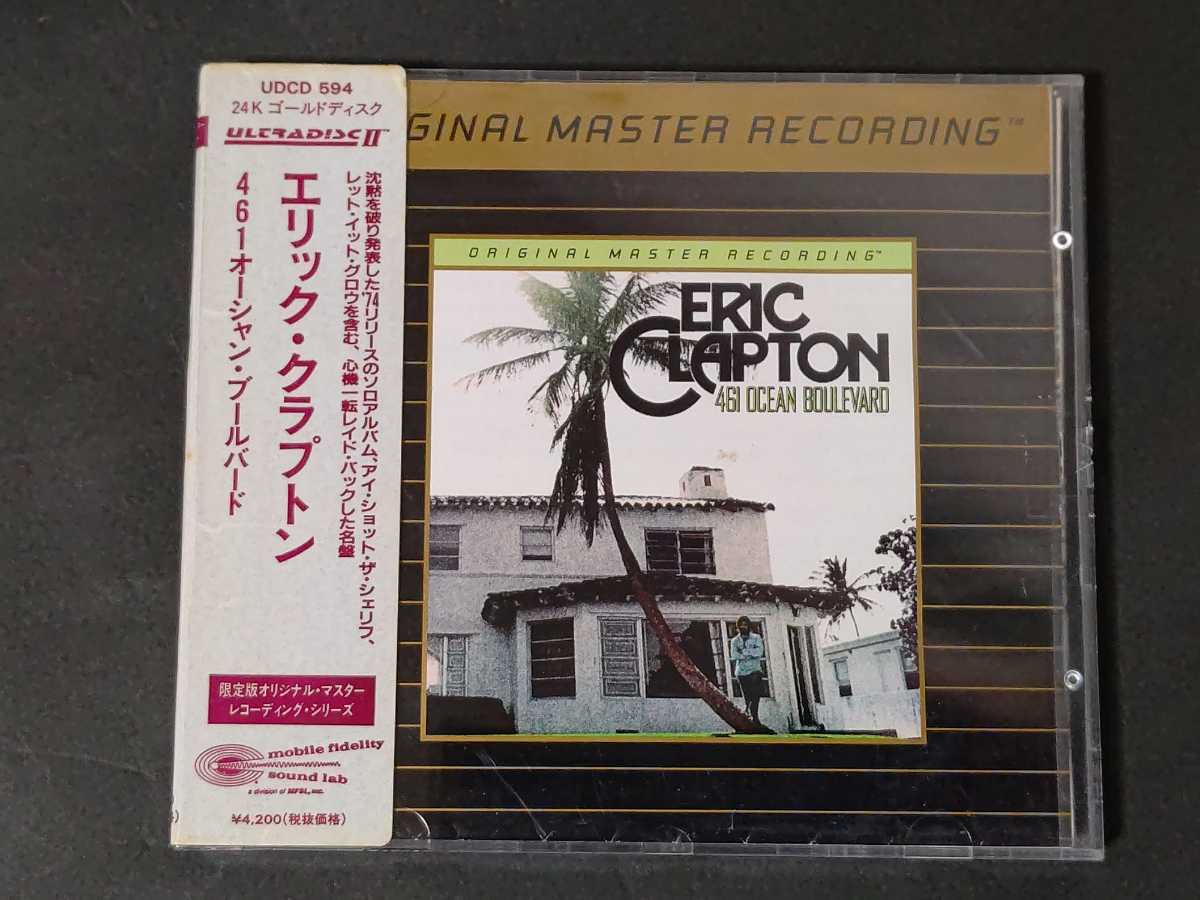 UDCD 594
24K ゴールドディスク
ULTRADISC II™
沈黙を破り発表した'74リリースのソロアルバム、アイ・ショット・ザ・シェリフ、
レット・イット・グロウを含む、心機一転レイド・バックした名盤
エリック・クラプトン
461オーシャン・ブールバード
限定版オリジナル・マスター
レコーディング・シリーズ
mobile fidelity
sound lab
a division of MFSL, Inc.
¥4,200(税抜価格)
GINAL MASTER RECORDING™
ORIGINAL MASTER RECORDING™
ERIC
CLAPTON
461 OCEAN BOULEVARD